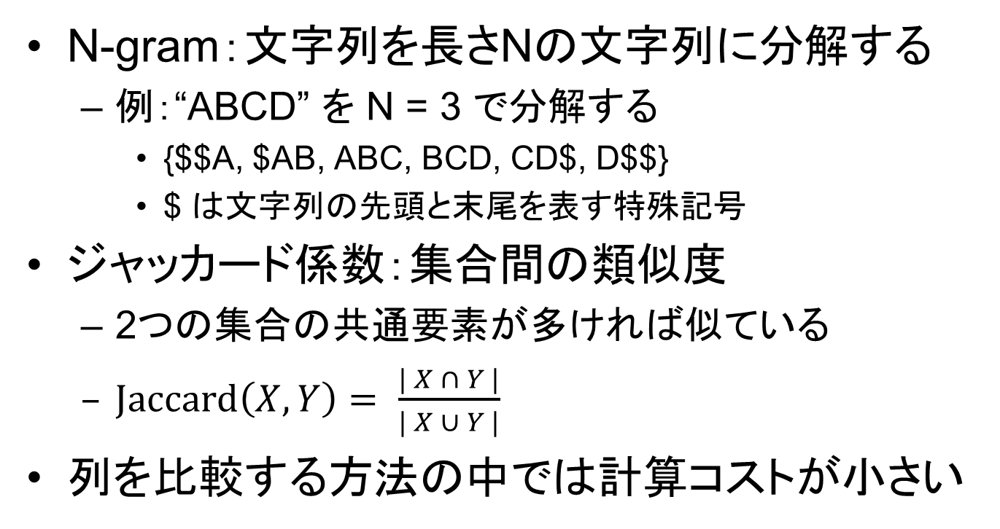 • N-gram：文字列を長さNの文字列に分解する
– 例：“ABCD” を N = 3 で分解する
• {$$A, $AB, ABC, BCD, CD$, D$$}
• $ は文字列の先頭と末尾を表す特殊記号
• ジャッカード係数：集合間の類似度
– 2つの集合の共通要素が多ければ似ている
– Jaccard(X, Y) = | X ∩ Y | / | X ∪ Y |
• 列を比較する方法の中では計算コストが小さい